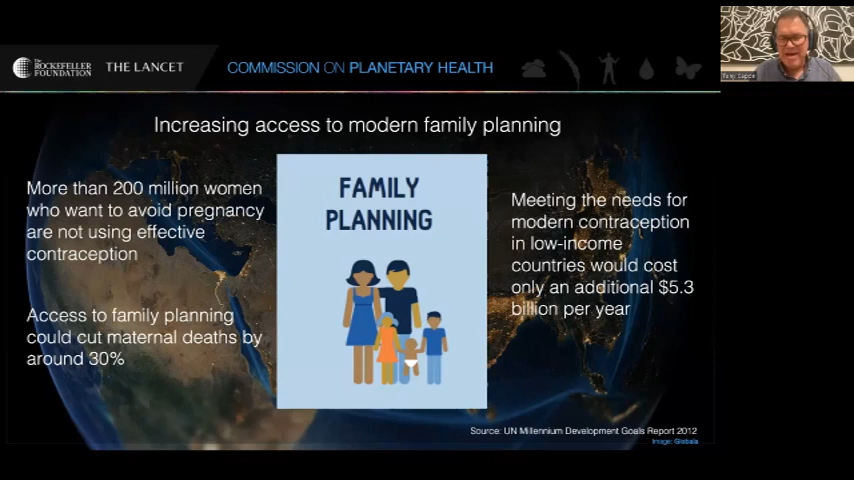 The
ROCKEFELLER
FOUNDATION
THE LANCET
COMMISSION ON PLANETARY HEALTH
Increasing access to modern family planning
More than 200 million women
who want to avoid pregnancy
are not using effective
contraception
Access to family planning
could cut maternal deaths by
around 30%
FAMILY
PLANNING
Meeting the needs for
modern contraception
in low-income
countries would cost
only an additional $5.3
billion per year
Source: UN Millennium Development Goals Report 2012
Image: Globaia
Tony Capon